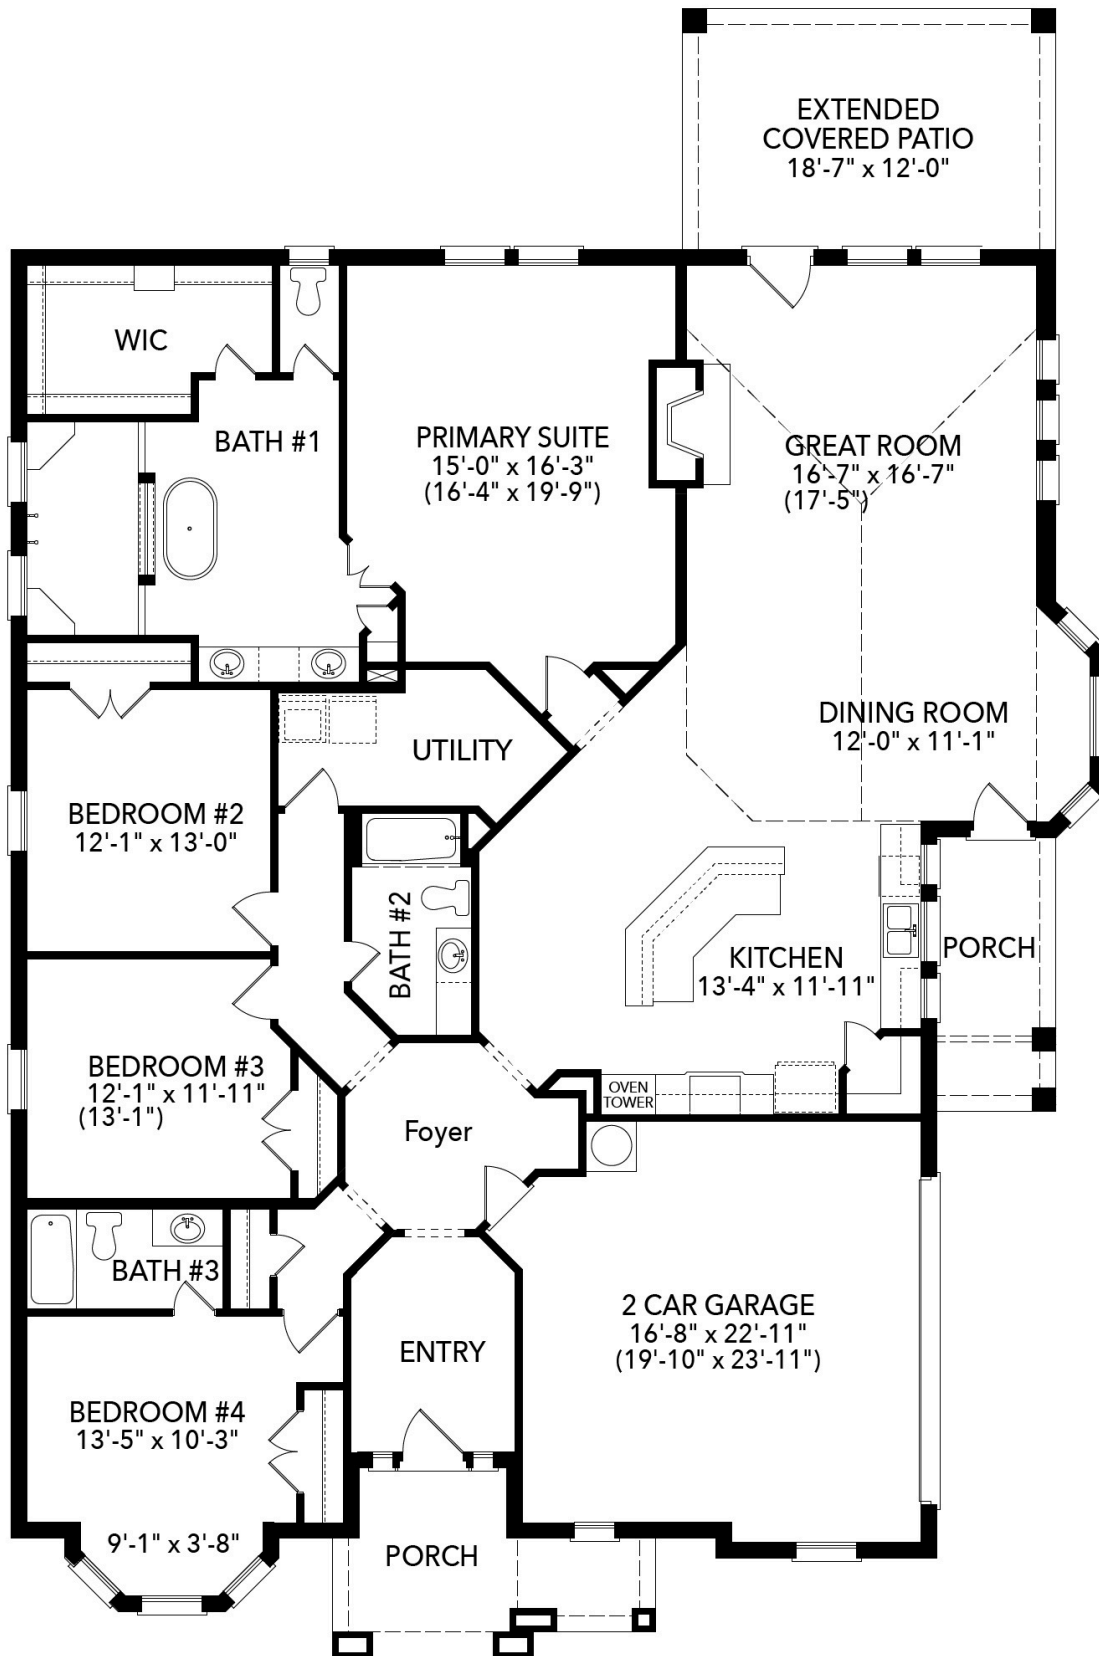 EXTENDED
COVERED PATIO
18'-7" x 12'-0"
WIC
BATH #1
PRIMARY SUITE
15'-0" x 16'-3"
(16'-4" x 19'-9")
GREAT ROOM
16'-7" x 16'-7"
(17'-5")
DINING ROOM
12'-0" x 11'-1"
UTILITY
BEDROOM #2
12'-1" x 13'-0"
BATH #2
KITCHEN
13'-4" x 11'-11"
PORCH
BEDROOM #3
12'-1" x 11'-11"
(13'-1")
OVEN
TOWER
Foyer
BATH #3
2 CAR GARAGE
16'-8" x 22'-11"
(19'-10" x 23'-11")
ENTRY
BEDROOM #4
13'-5" x 10'-3"
9'-1" x 3'-8"
PORCH